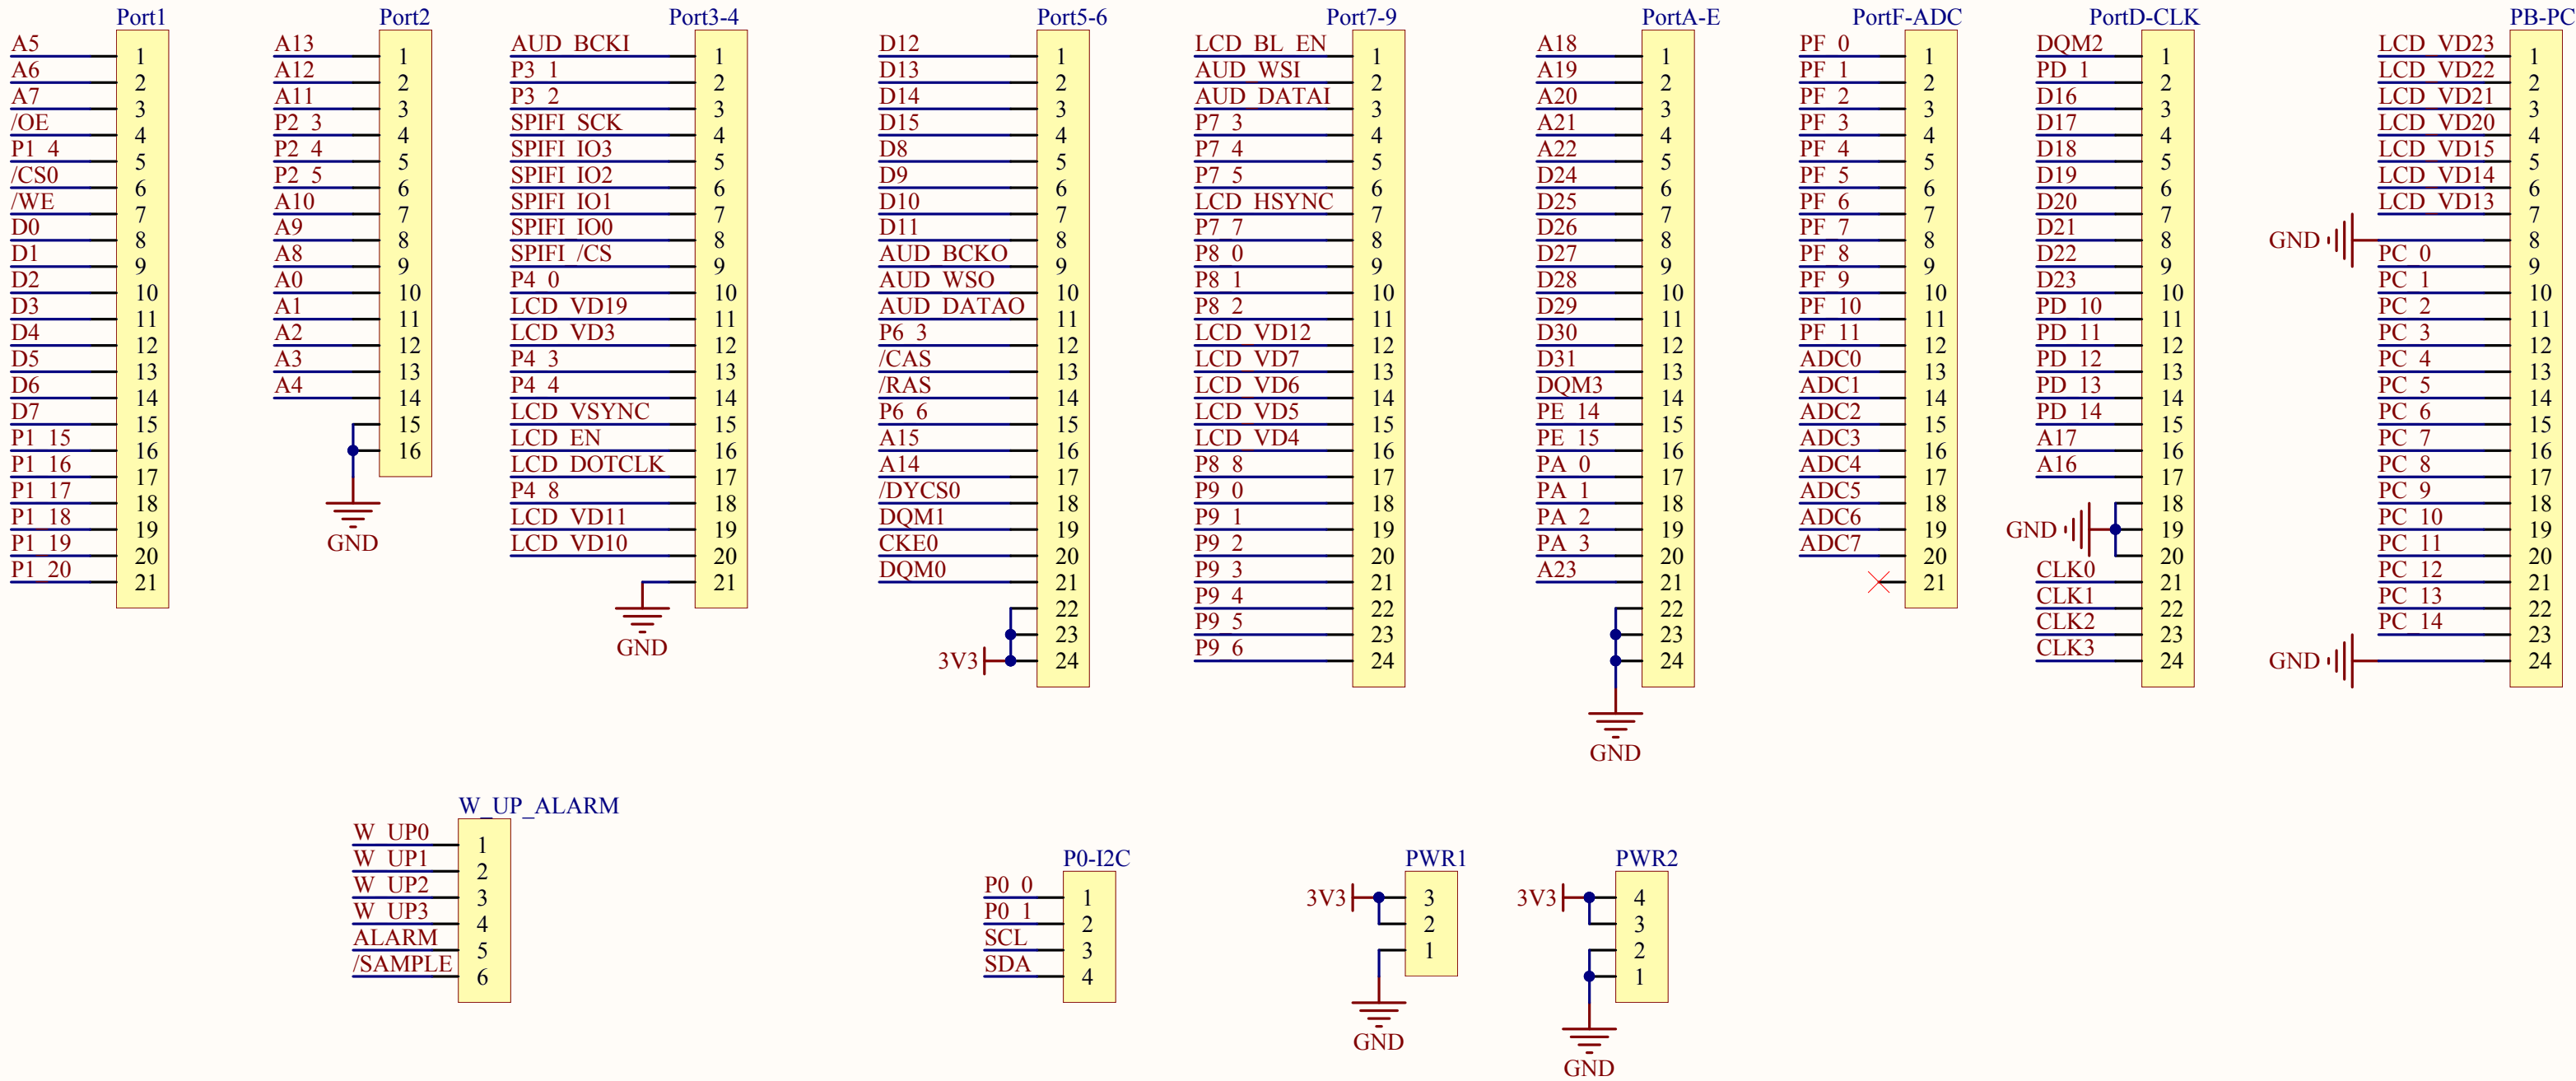 Port1
A5 1
A6 2
A7 3
/OE 4
P1_4 5
/CS0 6
/WE 7
D0 8
D1 9
D2 10
D3 11
D4 12
D5 13
D6 14
D7 15
P1_15 16
P1_16 17
P1_17 18
P1_18 19
P1_19 20
P1_20 21
Port2
A13 1
A12 2
A11 3
P2_3 4
P2_4 5
P2_5 6
A10 7
A9 8
A8 9
A0 10
A1 11
A2 12
A3 13
A4 14
15
16
GND
Port3-4
AUD_BCKI 1
P3_1 2
P3_2 3
SPIFI_SCK 4
SPIFI_IO3 5
SPIFI_IO2 6
SPIFI_IO1 7
SPIFI_IO0 8
SPIFI_/CS 9
P4_0 10
LCD_VD19 11
LCD_VD3 12
P4_3 13
P4_4 14
LCD_VSYNC 15
LCD_EN 16
LCD_DOTCLK 17
P4_8 18
LCD_VD11 19
LCD_VD10 20
21
GND
Port5-6
D12 1
D13 2
D14 3
D15 4
D8 5
D9 6
D10 7
D11 8
AUD_BCKO 9
AUD_WSO 10
AUD_DATAO 11
P6_3 12
/CAS 13
/RAS 14
P6_6 15
A15 16
A14 17
/DYCS0 18
DQM1 19
CKE0 20
DQM0 21
22
23
3V3 24
Port7-9
LCD_BL_EN 1
AUD_WSI 2
AUD_DATAI 3
P7_3 4
P7_4 5
P7_5 6
LCD_HSYNC 7
P7_7 8
P8_0 9
P8_1 10
P8_2 11
LCD_VD12 12
LCD_VD7 13
LCD_VD6 14
LCD_VD5 15
LCD_VD4 16
P8_8 17
P9_0 18
P9_1 19
P9_2 20
P9_3 21
P9_4 22
P9_5 23
P9_6 24
PortA-E
A18 1
A19 2
A20 3
A21 4
A22 5
D24 6
D25 7
D26 8
D27 9
D28 10
D29 11
D30 12
D31 13
DQM3 14
PE_14 15
PE_15 16
PA_0 17
PA_1 18
PA_2 19
PA_3 20
A23 21
22
23
24
GND
PortF-ADC
PF_0 1
PF_1 2
PF_2 3
PF_3 4
PF_4 5
PF_5 6
PF_6 7
PF_7 8
PF_8 9
PF_9 10
PF_10 11
PF_11 12
ADC0 13
ADC1 14
ADC2 15
ADC3 16
ADC4 17
ADC5 18
ADC6 19
ADC7 20
21
PortD-CLK
DQM2 1
PD_1 2
D16 3
D17 4
D18 5
D19 6
D20 7
D21 8
D22 9
D23 10
PD_10 11
PD_11 12
PD_12 13
PD_13 14
PD_14 15
A17 16
A16 17
18
GND 19
20
CLK0 21
CLK1 22
CLK2 23
CLK3 24
PB-PC
LCD_VD23 1
LCD_VD22 2
LCD_VD21 3
LCD_VD20 4
LCD_VD15 5
LCD_VD14 6
LCD_VD13 7
GND 8
PC_0 9
PC_1 10
PC_2 11
PC_3 12
PC_4 13
PC_5 14
PC_6 15
PC_7 16
PC_8 17
PC_9 18
PC_10 19
PC_11 20
PC_12 21
PC_13 22
PC_14 23
GND 24
W_UP_ALARM
W_UP0 1
W_UP1 2
W_UP2 3
W_UP3 4
ALARM 5
/SAMPLE 6
P0-I2C
P0_0 1
P0_1 2
SCL 3
SDA 4
PWR1
3V3 3
2
1
GND
PWR2
3V3 4
3
2
1
GND